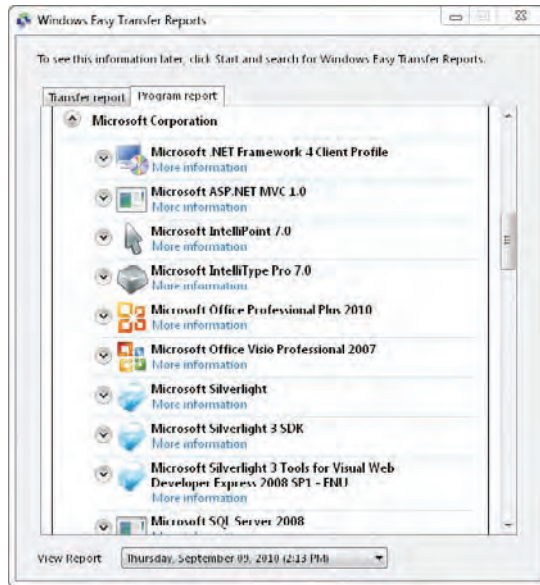 Windows Easy Transfer Reports
To see this information later, click Start and search for Windows Easy Transfer Reports.
Transfer report Program report
Microsoft Corporation
Microsoft .NET Framework 4 Client Profile
More information
Microsoft ASP.NET MVC 1.0
More information
Microsoft IntelliPoint 7.0
More information
Microsoft IntelliType Pro 7.0
More information
Microsoft Office Professional Plus 2010
More information
Microsoft Office Visio Professional 2007
More information
Microsoft Silverlight
More information
Microsoft Silverlight 3 SDK
More information
Microsoft Silverlight 3 Tools for Visual Web
Developer Express 2008 SP1 - ENU
More information
Microsoft SQL Server 2008
View Report Thursday, September 09, 2010 (2:13 PM)